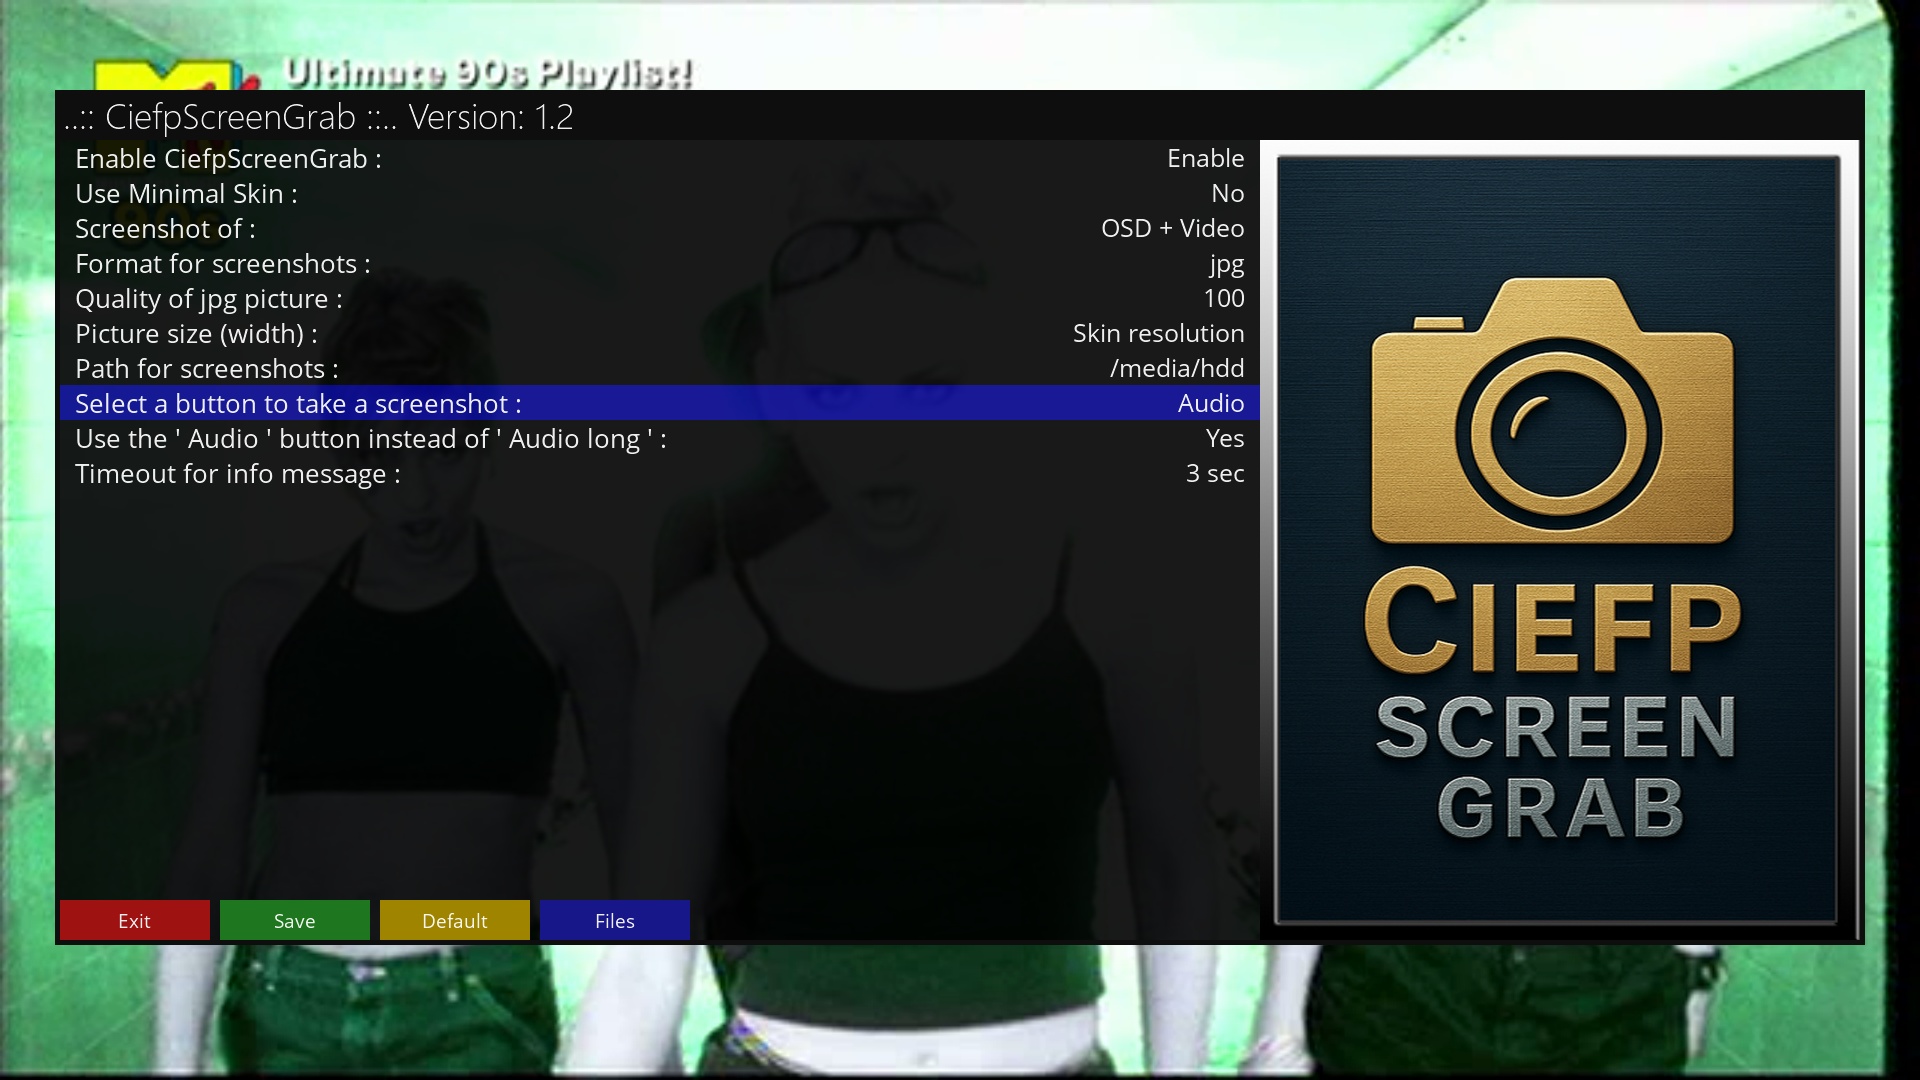 Ultimate 90s Playlist!
..:: CiefpScreenGrab ::.. Version: 1.2
Enable CiefpScreenGrab : Enable
Use Minimal Skin : No
Screenshot of : OSD + Video
Format for screenshots : jpg
Quality of jpg picture : 100
Picture size (width) : Skin resolution
Path for screenshots : /media/hdd
Select a button to take a screenshot : Audio
Use the ' Audio ' button instead of ' Audio long ' : Yes
Timeout for info message : 3 sec
CIEFP
SCREEN
GRAB
Exit Save Default Files